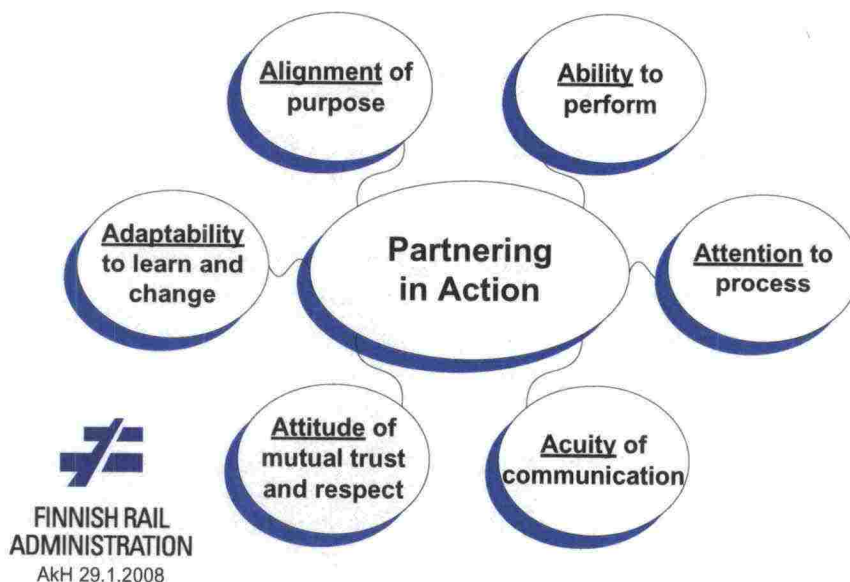 Alignment of
purpose
Ability to
perform
Adaptability
to learn and
change
Partnering
in Action
Attention to
process
Attitude of
mutual trust
and respect
Acuity of
communication
FINNISH RAIL
ADMINISTRATION
AkH 29.1.2008